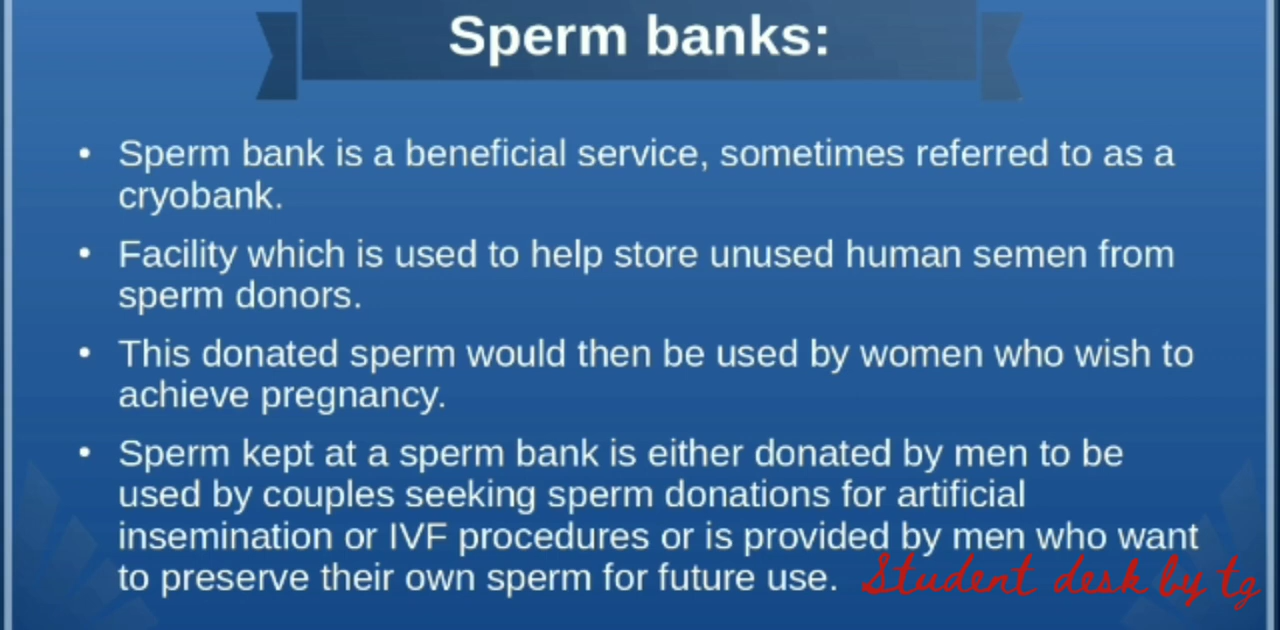 Sperm banks:
• Sperm bank is a beneficial service, sometimes referred to as a
cryobank.
• Facility which is used to help store unused human semen from
sperm donors.
• This donated sperm would then be used by women who wish to
achieve pregnancy.
• Sperm kept at a sperm bank is either donated by men to be
used by couples seeking sperm donations for artificial
insemination or IVF procedures or is provided by men who want
to preserve their own sperm for future use.
Student desk by tg